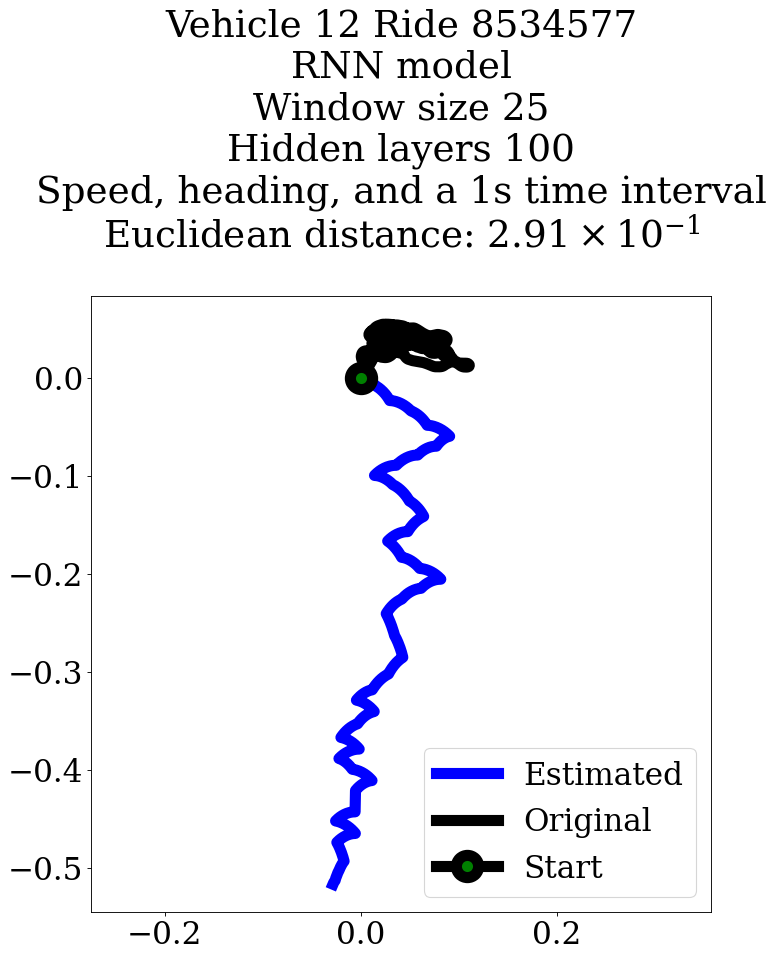 Vehicle 12 Ride 8534577
RNN model
Window size 25
Hidden layers 100
Speed, heading, and a 1s time interval
Euclidean distance: 2.91 × 10⁻¹
0.0
−0.1
−0.2
−0.3
−0.4
−0.5
−0.2 0.0 0.2
Estimated
Original
Start